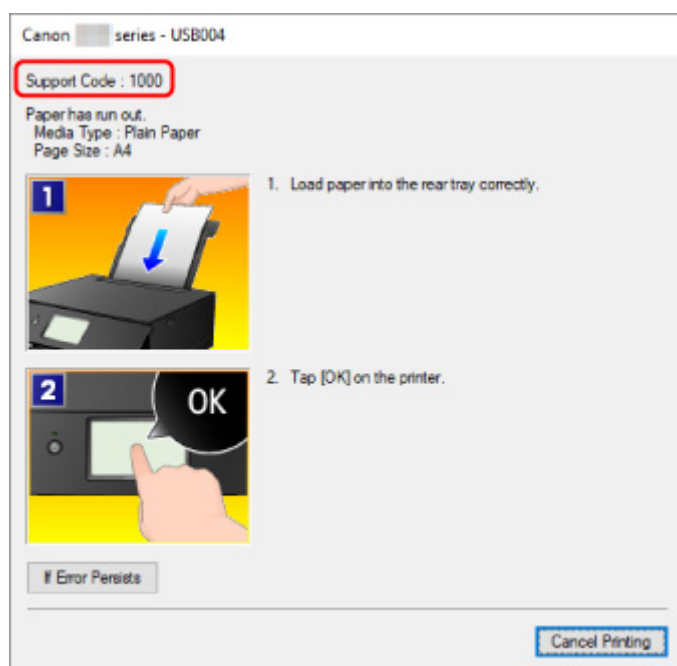 Canon series - USB004
Support Code : 1000
Paper has run out.
Media Type : Plain Paper
Page Size : A4
1
1. Load paper into the rear tray correctly.
2
OK
2. Tap [OK] on the printer.
If Error Persists
Cancel Printing